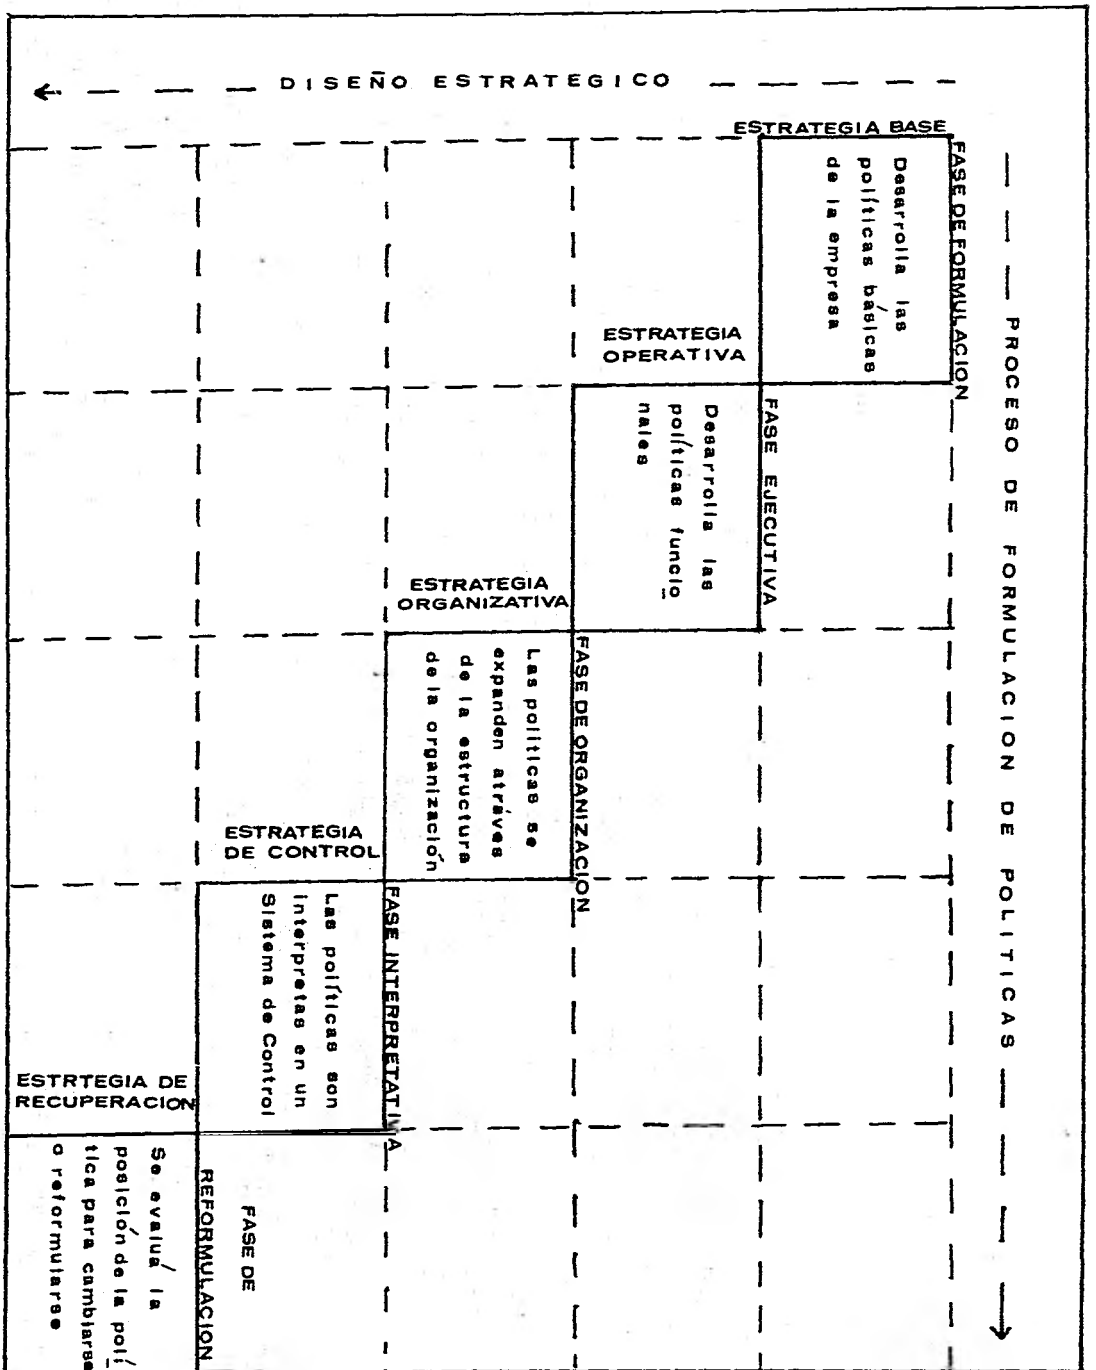 DISEÑO ESTRATEGICO
PROCESO DE FORMULACION DE POLITICAS
ESTRATEGIA BASE
FASE DE FORMULACION
Desarrolla las
políticas básicas
de la empresa
ESTRATEGIA
OPERATIVA
FASE EJECUTIVA
Desarrolla las
políticas funcio
nales
ESTRATEGIA
ORGANIZATIVA
FASE DE ORGANIZACION
Las politicas se
expanden atráves
de la estructura
de la organización
ESTRATEGIA
DE CONTROL
FASE INTERPRETATIVA
Las políticas son
interpretas en un
Sistema de Control
ESTRTEGIA DE
RECUPERACION
FASE DE
REFORMULACION
Se evaluá la
posición de la polí
tica para cambiarse
o reformularse